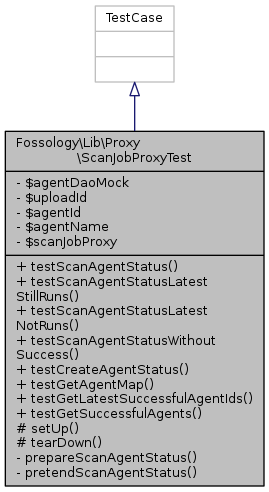 TestCase
Fossology\Lib\Proxy
\ScanJobProxyTest
- $agentDaoMock
- $uploadId
- $agentId
- $agentName
- $scanJobProxy
+ testScanAgentStatus()
+ testScanAgentStatusLatest
StillRuns()
+ testScanAgentStatusLatest
NotRuns()
+ testScanAgentStatusWithout
Success()
+ testCreateAgentStatus()
+ testGetAgentMap()
+ testGetLatestSuccessfulAgentIds()
+ testGetSuccessfulAgents()
# setUp()
# tearDown()
- prepareScanAgentStatus()
- pretendScanAgentStatus()